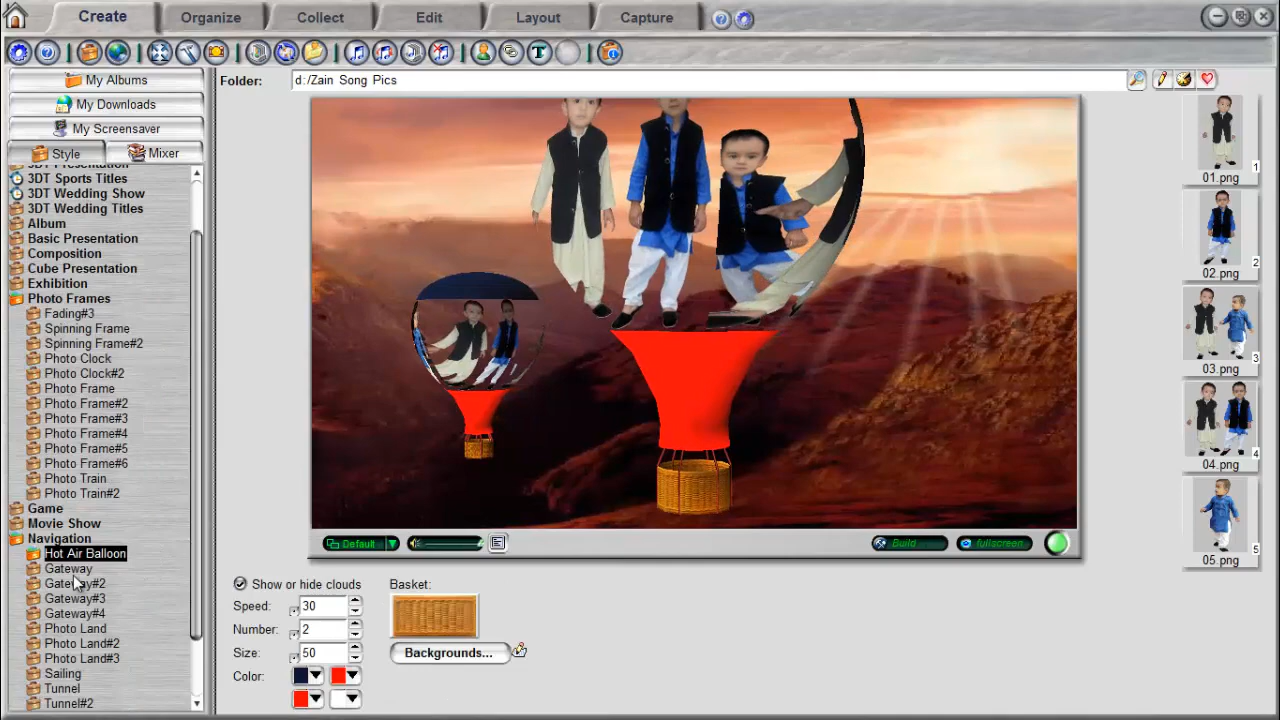 Create
Organize
Collect
Edit
Layout
Capture
My Albums
My Downloads
My Screensaver
Style
Mixer
Folder:
d:/Zain Song Pics
3DT Presentation
3DT Sports Titles
3DT Wedding Show
3DT Wedding Titles
Album
Basic Presentation
Composition
Cube Presentation
Exhibition
Photo Frames
Fading#3
Spinning Frame
Spinning Frame#2
Photo Clock
Photo Clock#2
Photo Frame
Photo Frame#2
Photo Frame#3
Photo Frame#4
Photo Frame#5
Photo Frame#6
Photo Train
Photo Train#2
Game
Movie Show
Navigation
Hot Air Balloon
Gateway
Gateway#2
Gateway#3
Gateway#4
Photo Land
Photo Land#2
Photo Land#3
Sailing
Tunnel
Tunnel#2
Default
Build
fullscreen
Show or hide clouds
Speed: 30
Number: 2
Size: 50
Color:
Basket:
Backgrounds...
1
01.png
2
02.png
3
03.png
4
04.png
5
05.png